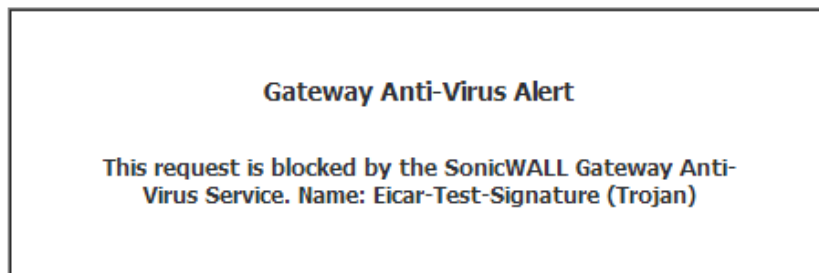 Gateway Anti-Virus Alert
This request is blocked by the SonicWALL Gateway Anti-
Virus Service. Name: Eicar-Test-Signature (Trojan)